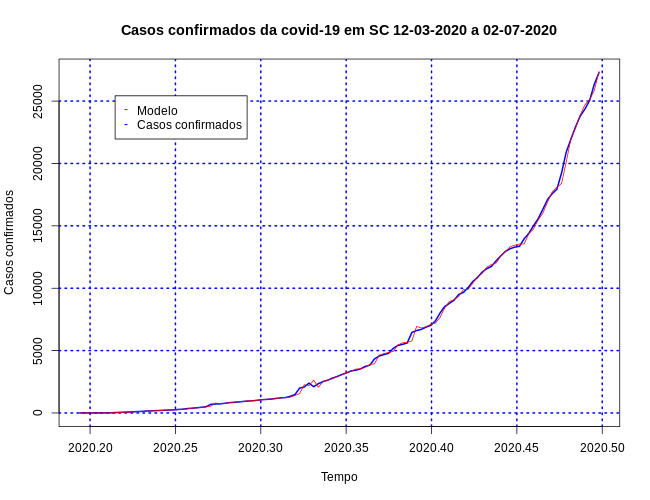 Casos confirmados da covid-19 em SC 12-03-2020 a 02-07-2020
Casos confirmados
25000
20000
15000
10000
5000
0
Modelo
Casos confirmados
2020.20 2020.25 2020.30 2020.35 2020.40 2020.45 2020.50
Tempo